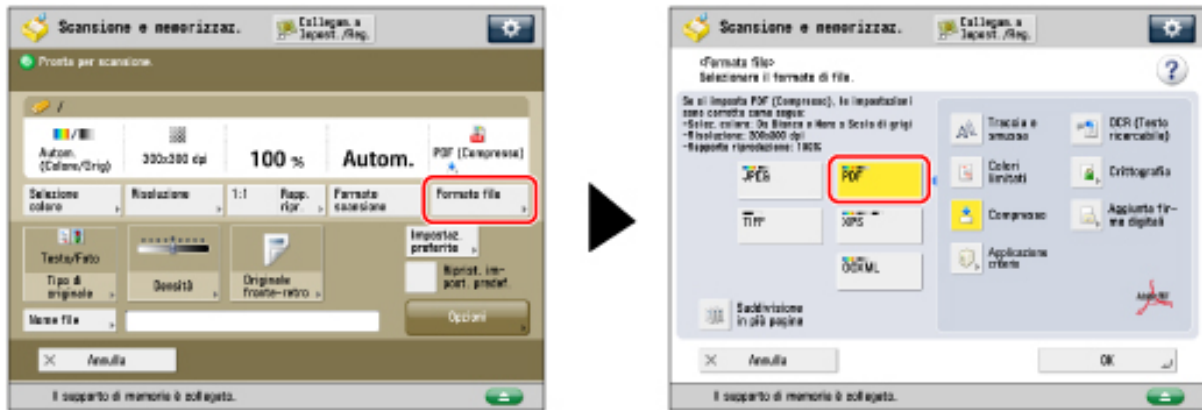 Scansione e memorizzaz.
Collegam. a
Impost./Reg.
Pronta per scansione.
/
Autom.
(Colore/Grig)
300x300 dpi
100 %
Autom.
PDF (Compresso)
Selezione
colore
Risoluzione
1:1
Rapp.
ripr.
Formato
scansione
Formato file
Testo/Foto
Tipo di
originale
Densità
Originale
fronte-retro
Impostaz.
preferite
Riprist. im-
post. predef.
Nome file
Opzioni
Annulla
Il supporto di memoria è collegato.
Scansione e memorizzaz.
Collegam. a
Impost./Reg.
<Formato file>
Selezionare il formato di file.
?
Se si imposta PDF (Compresso), le impostazioni
sono corrette come segue:
-Selez. colore: Da Bianco e Nero a Scala di grigi
-Risoluzione: 300x300 dpi
-Rapporto riproduzione: 100%
JPEG
PDF
TIFF
XPS
OOXML
Suddivisione
in più pagine
Traccia e
smusso
OCR (Testo
ricercabile)
Colori
limitati
Crittografia
Compresso
Aggiunta fir-
ma digitali
Applicazione
criterio
Annulla
OK
Il supporto di memoria è collegato.